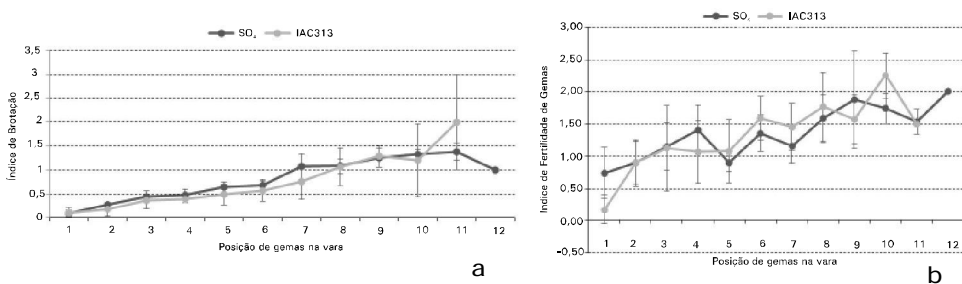 SO₄ IAC313
3,5
3
2,5
2
1,5
1
0,5
0
Índice de Brotação
1 2 3 4 5 6 7 8 9 10 11 12
Posição de gemas na vara
a
SO₄ IAC313
3,00
2,50
2,00
1,50
1,00
0,50
0,00
-0,50
Indice de Fertilidade de Gemas
1 2 3 4 5 6 7 8 9 10 11 12
Posição de gemas na vara
b